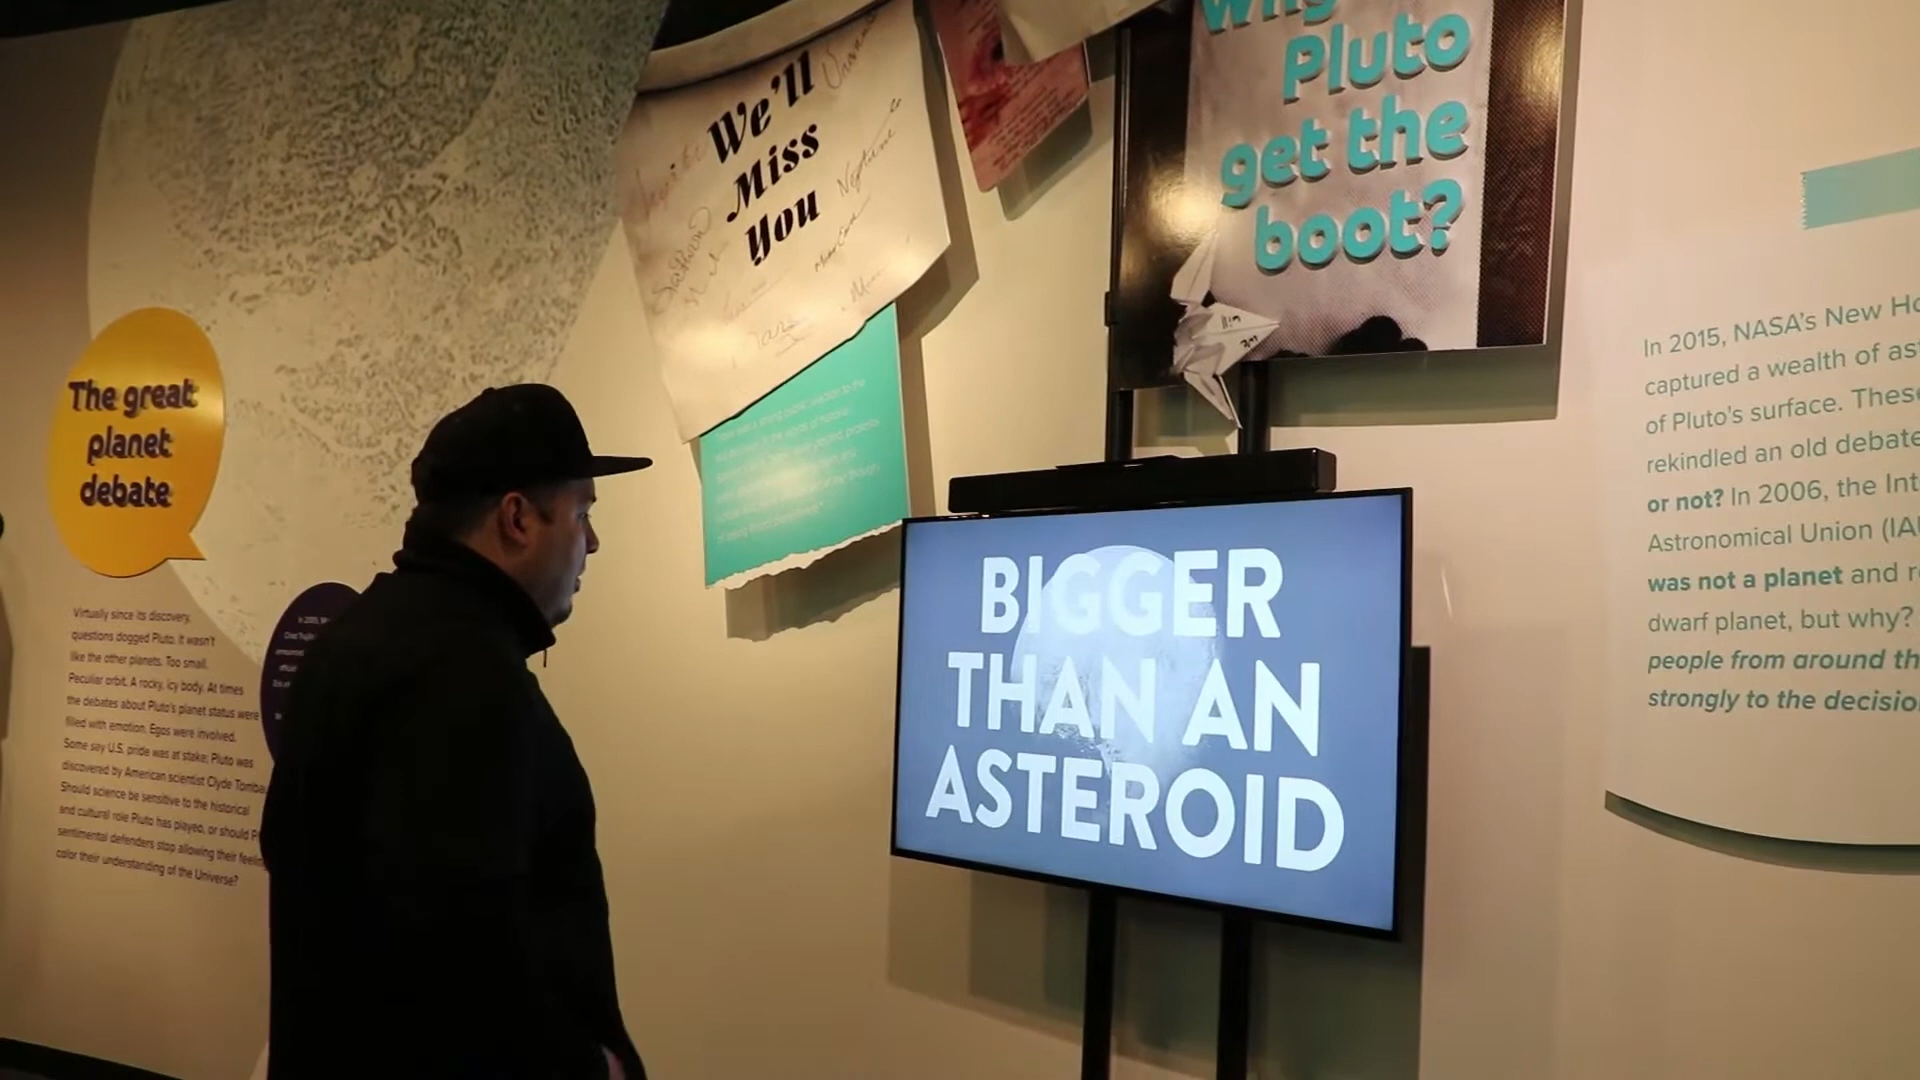 The great
planet
debate
Virtually since its discovery,
questions dogged Pluto. It wasn't
like the other planets. Too small.
Peculiar orbit. A rocky, icy body. At times
the debates about Pluto's planet status were
filled with emotion. Egos were involved.
Some say U.S. pride was at stake; Pluto was
discovered by American scientist Clyde Tomba
Should science be sensitive to the historical
and cultural role Pluto has played, or should P
sentimental defenders stop allowing their feelin
color their understanding of the Universe?
We'll
Miss
you
Neptune
Mars
Why
Pluto
get the
boot?
BIGGER
THAN AN
ASTEROID
In 2015, NASA's New Ho
captured a wealth of as
of Pluto's surface. These
rekindled an old debate
or not? In 2006, the Int
Astronomical Union (IA
was not a planet and r
dwarf planet, but why?
people from around th
strongly to the decisio